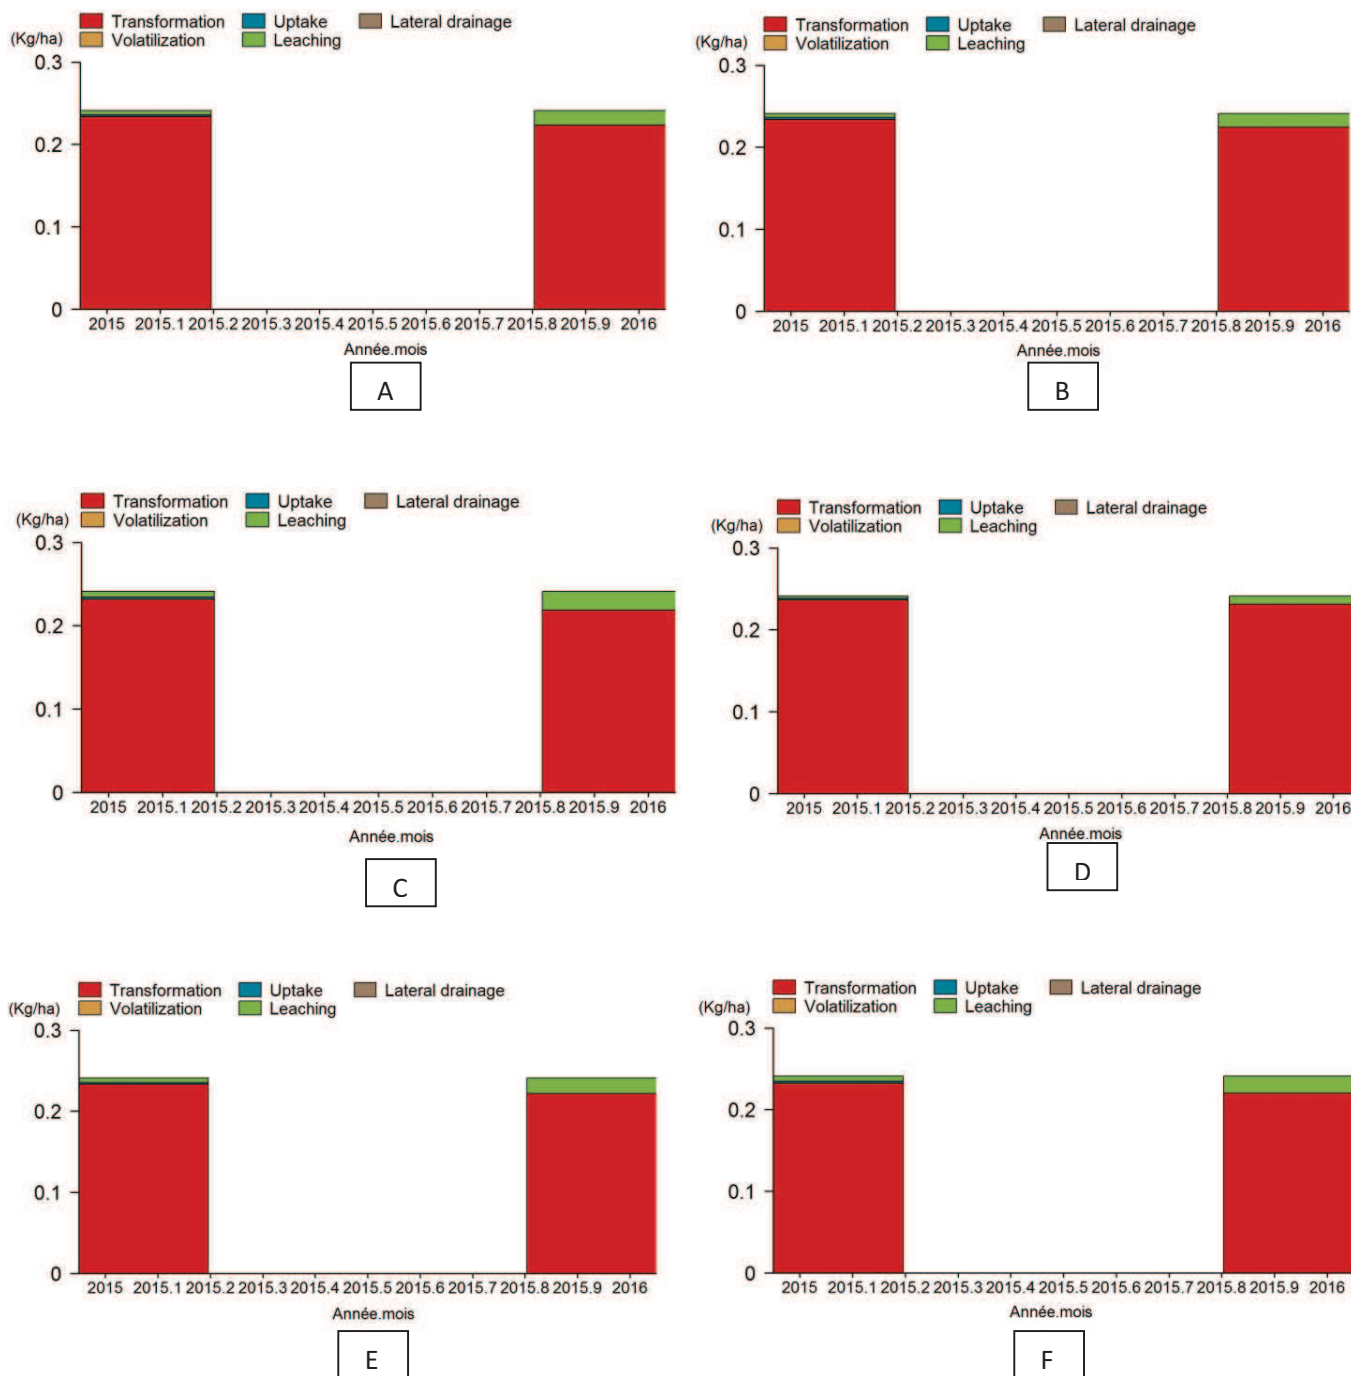 Transformation Uptake Lateral drainage
(Kg/ha) Volatilization Leaching
0.3
0.2
0.1
0
2015 2015.1 2015.2 2015.3 2015.4 2015.5 2015.6 2015.7 2015.8 2015.9 2016
Année.mois
A
Transformation Uptake Lateral drainage
(Kg/ha) Volatilization Leaching
0.3
0.2
0.1
0
2015 2015.1 2015.2 2015.3 2015.4 2015.5 2015.6 2015.7 2015.8 2015.9 2016
Année.mois
B
Transformation Uptake Lateral drainage
(Kg/ha) Volatilization Leaching
0.3
0.2
0.1
0
2015 2015.1 2015.2 2015.3 2015.4 2015.5 2015.6 2015.7 2015.8 2015.9 2016
Année.mois
C
Transformation Uptake Lateral drainage
(Kg/ha) Volatilization Leaching
0.3
0.2
0.1
0
2015 2015.1 2015.2 2015.3 2015.4 2015.5 2015.6 2015.7 2015.8 2015.9 2016
Année.mois
D
Transformation Uptake Lateral drainage
(Kg/ha) Volatilization Leaching
0.3
0.2
0.1
0
2015 2015.1 2015.2 2015.3 2015.4 2015.5 2015.6 2015.7 2015.8 2015.9 2016
Année.mois
E
Transformation Uptake Lateral drainage
(Kg/ha) Volatilization Leaching
0.3
0.2
0.1
0
2015 2015.1 2015.2 2015.3 2015.4 2015.5 2015.6 2015.7 2015.8 2015.9 2016
Année.mois
F